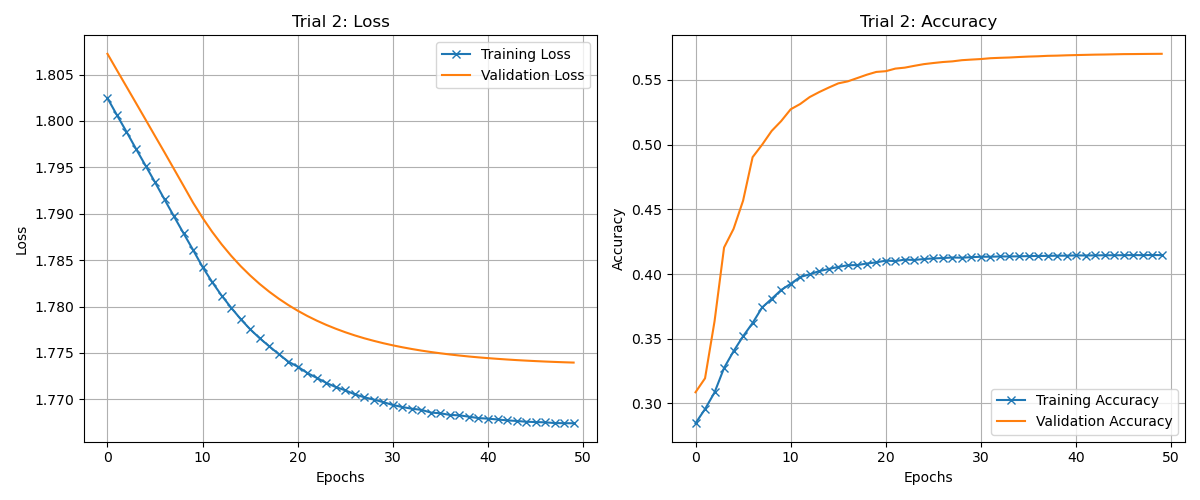 Trial 2: Loss
Training Loss
Validation Loss
1.805
1.800
1.795
1.790
1.785
1.780
1.775
1.770
Loss
0 10 20 30 40 50
Epochs
Trial 2: Accuracy
0.55
0.50
0.45
0.40
0.35
0.30
Accuracy
Training Accuracy
Validation Accuracy
0 10 20 30 40 50
Epochs